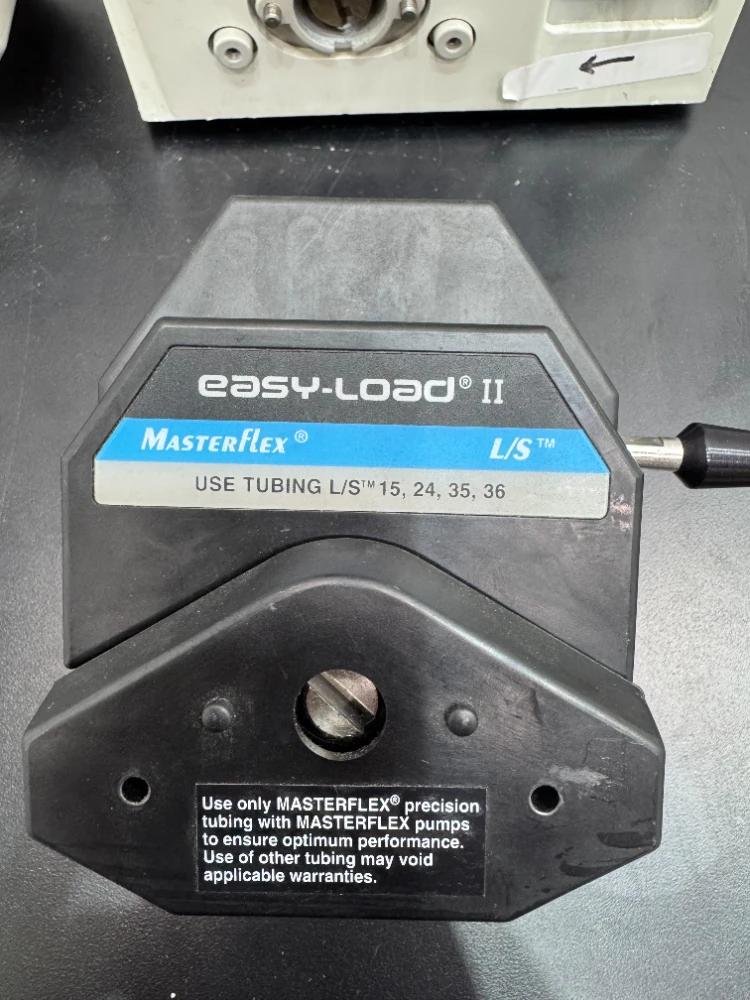 easy-Load® II
MASTERFLEX®
L/S™
USE TUBING L/S™ 15, 24, 35, 36
Use only MASTERFLEX® precision
tubing with MASTERFLEX pumps
to ensure optimum performance.
Use of other tubing may void
applicable warranties.